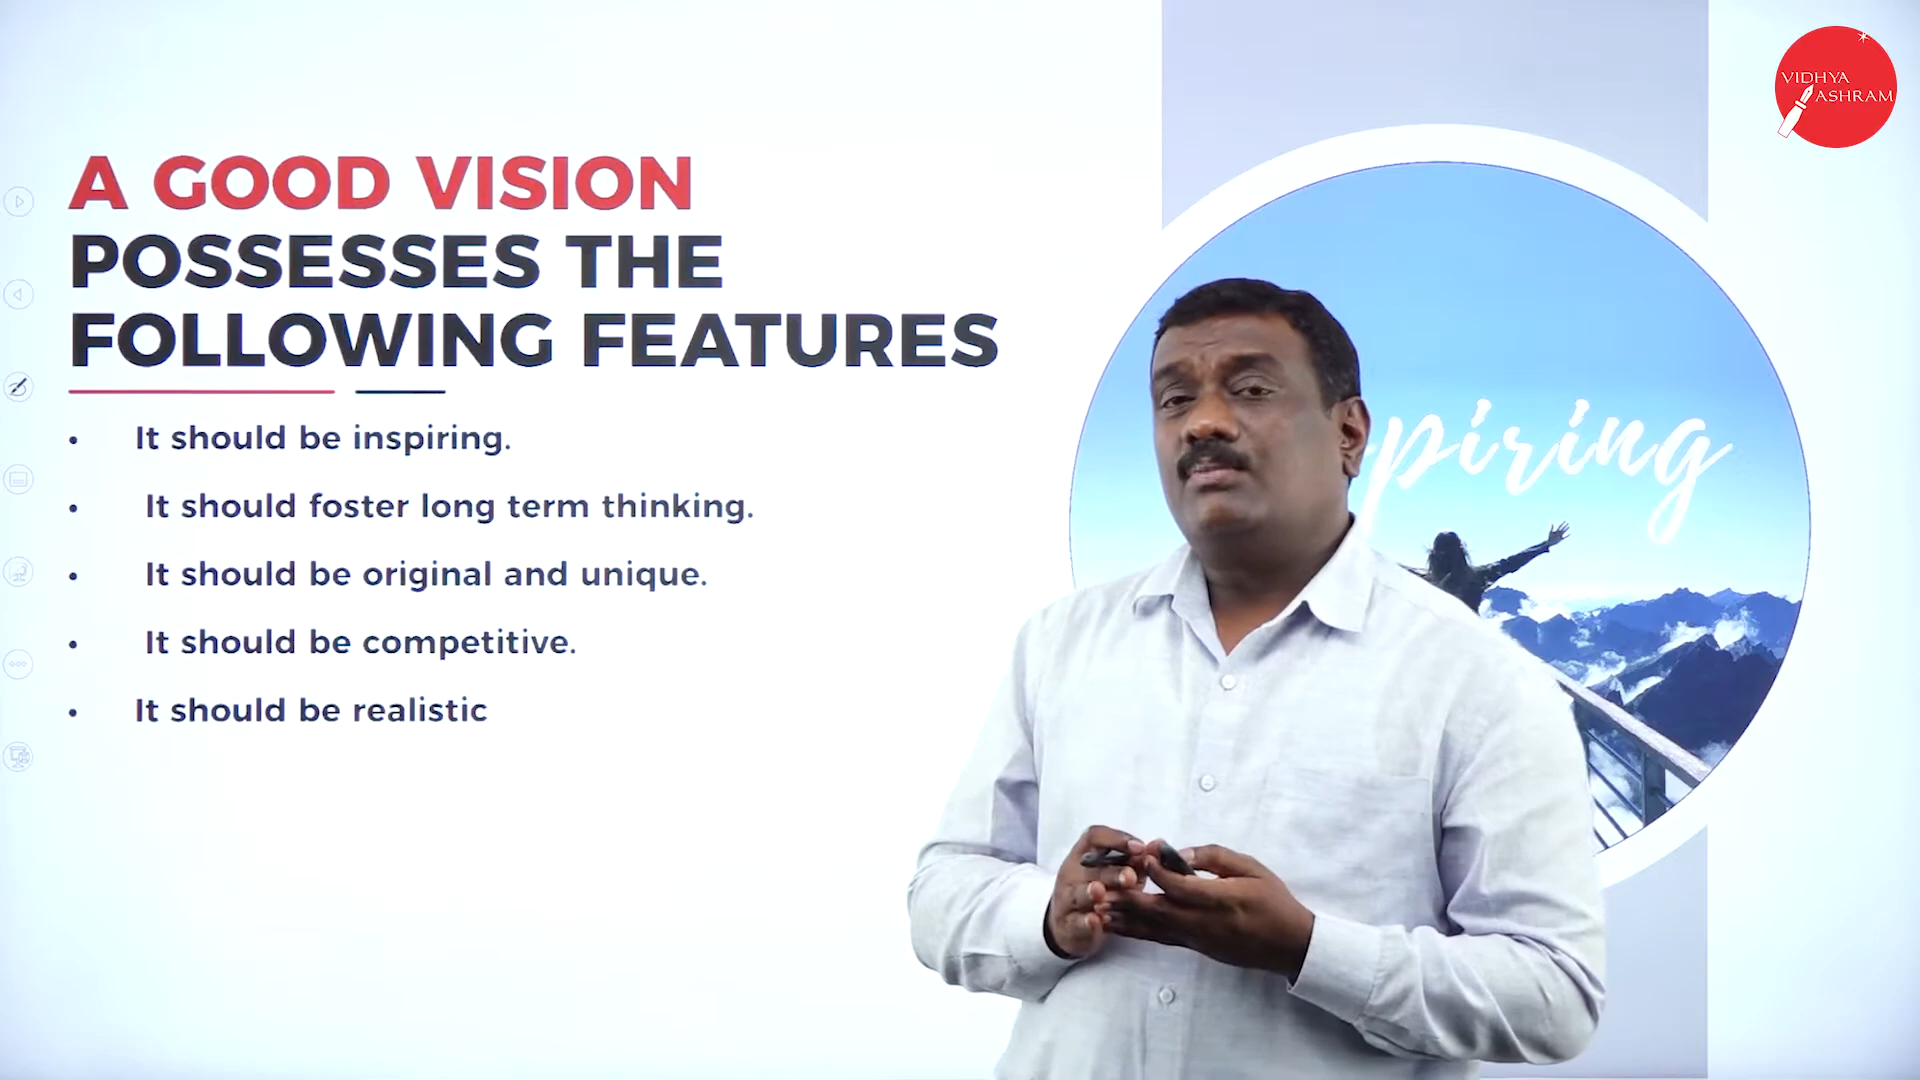 VIDHYA
ASHRAM
A GOOD VISION
POSSESSES THE
FOLLOWING FEATURES
• It should be inspiring.
• It should foster long term thinking.
• It should be original and unique.
• It should be competitive.
• It should be realistic
piring